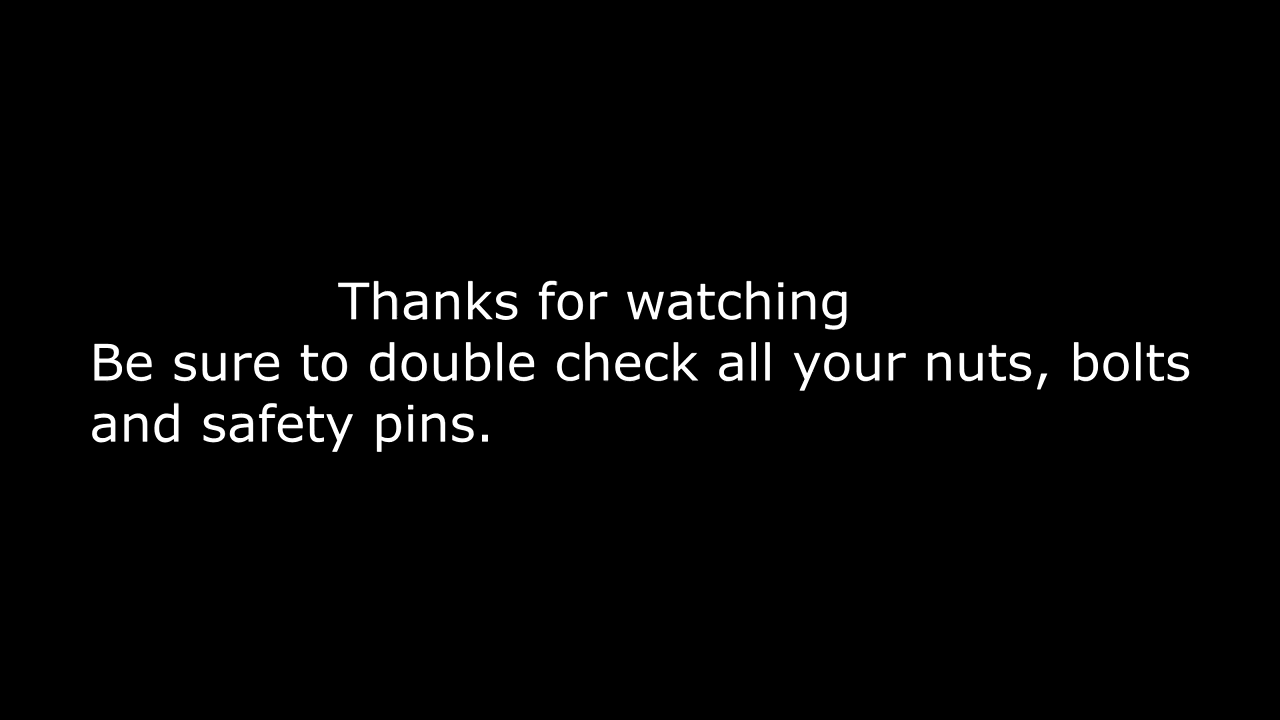 Thanks for watching
Be sure to double check all your nuts, bolts
and safety pins.